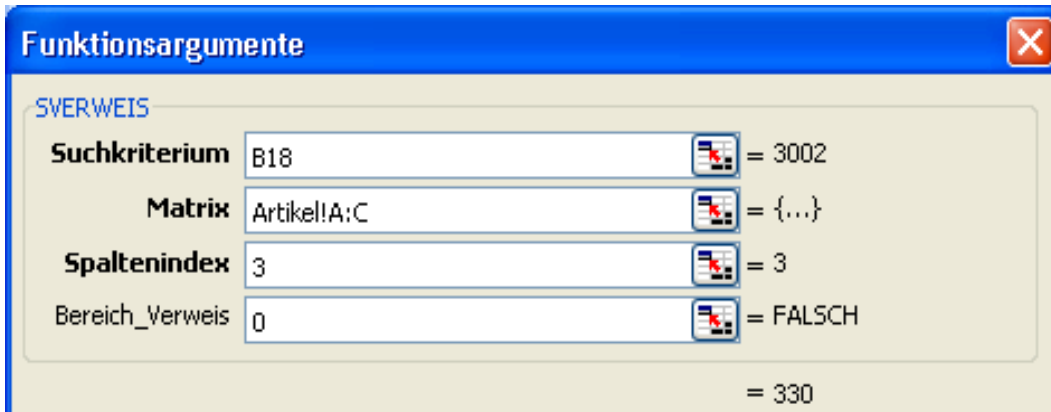 Funktionsargumente
SVERWEIS
Suchkriterium B18 = 3002
Matrix Artikel!A:C = {...}
Spaltenindex 3 = 3
Bereich_Verweis 0 = FALSCH
= 330